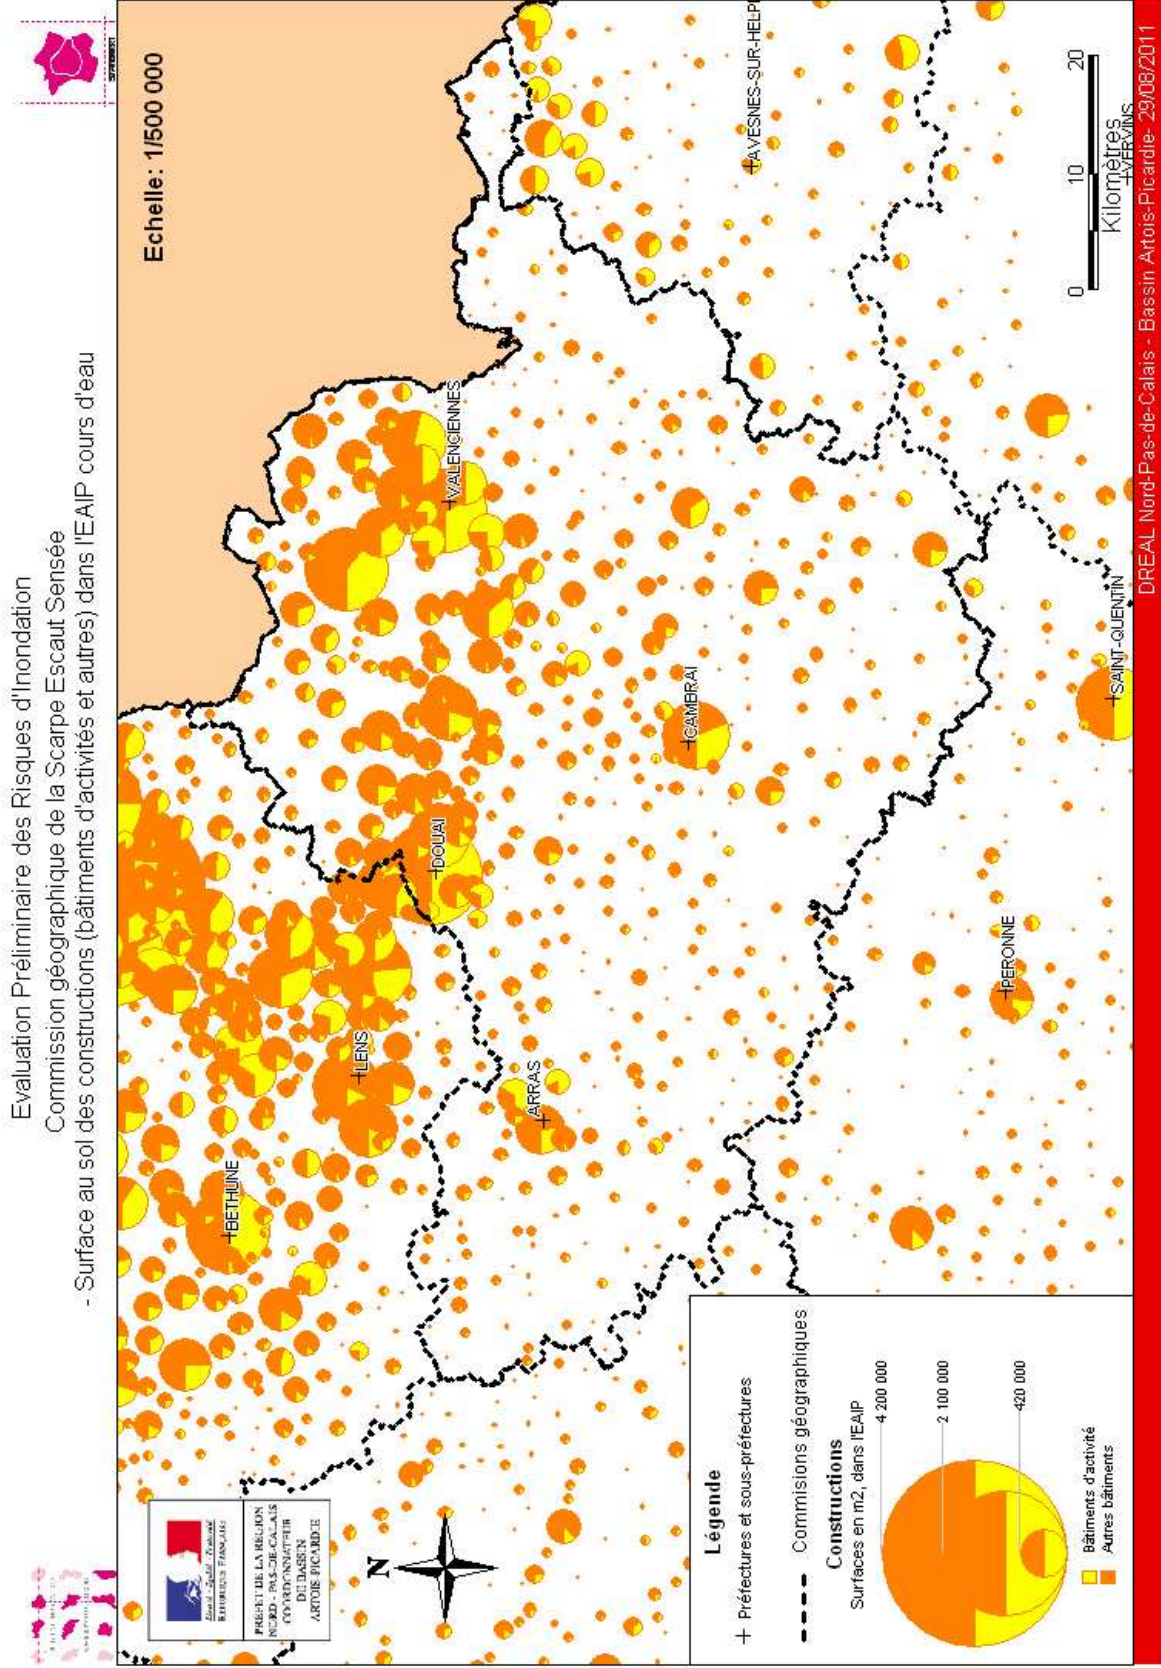 Evaluation Préliminaire des Risques d'Inondation
Commission géographique de la Scarpe Escaut Sensée
- Surface au sol des constructions (bâtiments d'activités et autres) dans l'EAIP cours d'eau
Liberté • Égalité • Fraternité
RÉPUBLIQUE FRANÇAISE
PREFET DE LA REGION
NORD - PAS-DE-CALAIS
COORDONNATEUR
DU BASSIN
ARTOIS-PICARDIE
N
Echelle: 1/500 000
BETHUNE
LENS
DOUAI
VALENCIENNES
ARRAS
CAMBRAI
AVESNES-SUR-HELPE
PERONNE
SAINT-QUENTIN
VERVINS
Légende
+ Préfectures et sous-préfectures
Commisions géographiques
Constructions
Surfaces en m2, dans l'EAIP
4 200 000
2 100 000
420 000
Bâtiments d'activité
Autres bâtiments
0 10 20
Kilomètres
DREAL Nord-Pas-de-Calais - Bassin Artois-Picardie- 29/08/2011